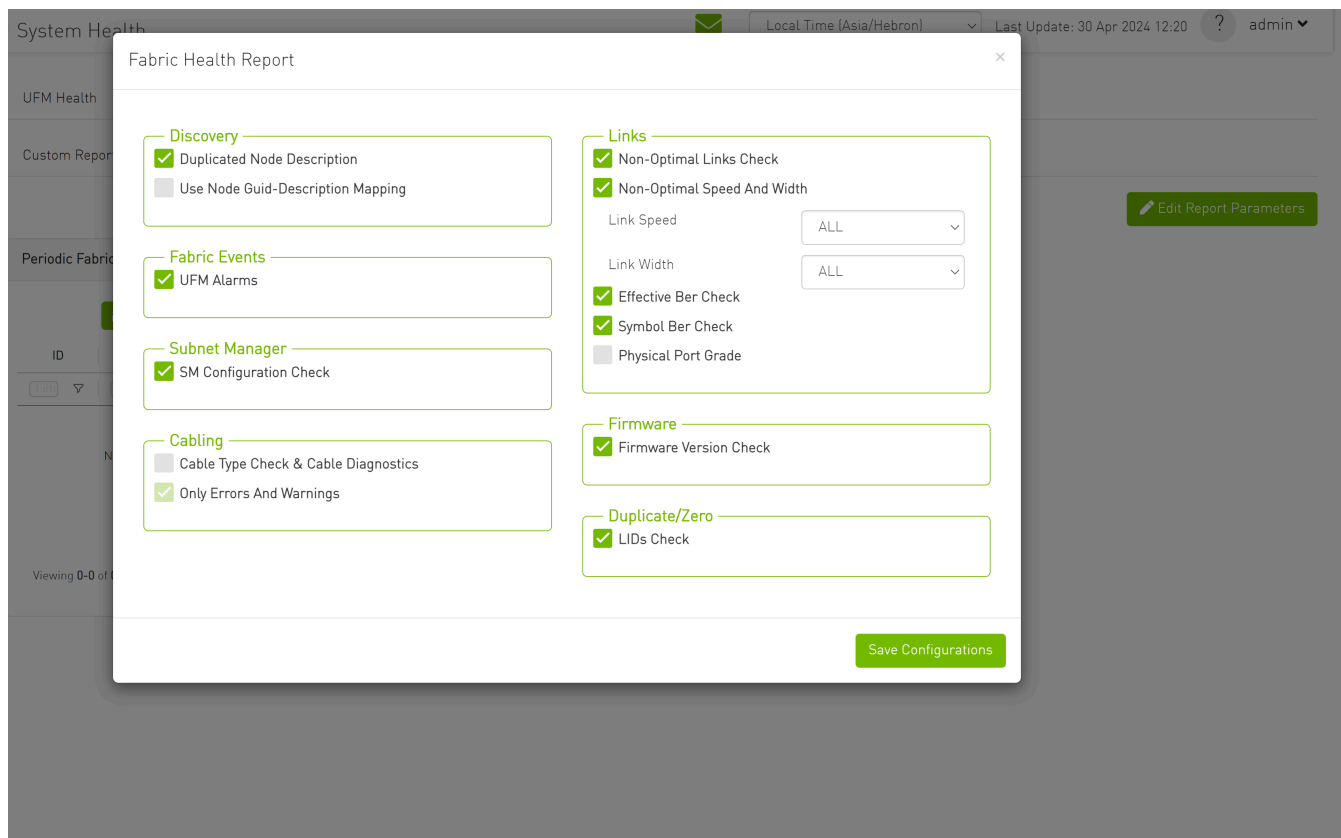 System Health
Local Time (Asia/Hebron)
Last Update: 30 Apr 2024 12:20
?
admin
Fabric Health Report
×
UFM Health
Custom Repor
Edit Report Parameters
Periodic Fabric
ID
Viewing 0-0 of
Discovery
Duplicated Node Description
Use Node Guid-Description Mapping
Fabric Events
UFM Alarms
Subnet Manager
SM Configuration Check
Cabling
Cable Type Check & Cable Diagnostics
Only Errors And Warnings
Links
Non-Optimal Links Check
Non-Optimal Speed And Width
Link Speed
ALL
Link Width
ALL
Effective Ber Check
Symbol Ber Check
Physical Port Grade
Firmware
Firmware Version Check
Duplicate/Zero
LIDs Check
Save Configurations